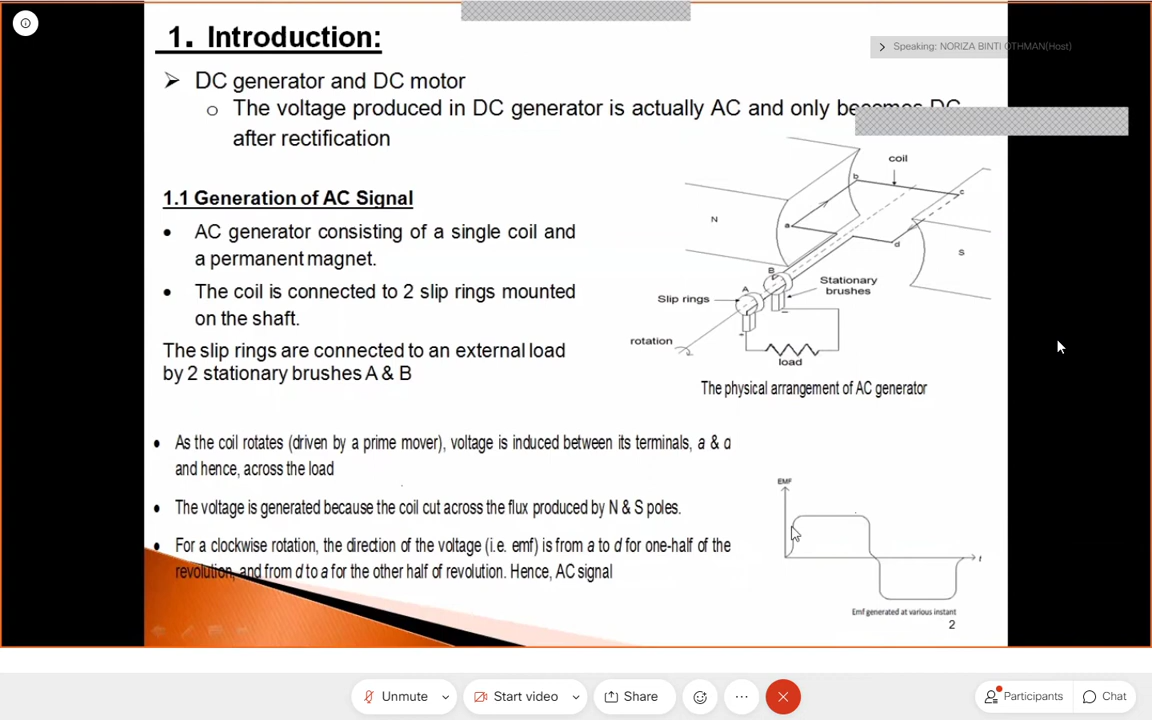 1. Introduction:
Speaking: NORIZA BINTI OTHMAN(Host)
➢ DC generator and DC motor
o The voltage produced in DC generator is actually AC and only becomes DC
after rectification
1.1 Generation of AC Signal
• AC generator consisting of a single coil and
a permanent magnet.
• The coil is connected to 2 slip rings mounted
on the shaft.
The slip rings are connected to an external load
by 2 stationary brushes A & B
coil
b
c
N
a
d
S
B
A
Stationary
brushes
Slip rings
+
–
rotation
load
The physical arrangement of AC generator
• As the coil rotates (driven by a prime mover), voltage is induced between its terminals, a & d
and hence, across the load
• The voltage is generated because the coil cut across the flux produced by N & S poles.
• For a clockwise rotation, the direction of the voltage (i.e. emf) is from a to d for one-half of the
revolution, and from d to a for the other half of revolution. Hence, AC signal
EMF
t
Emf generated at various instant
2
Unmute
Start video
Share
Participants
Chat